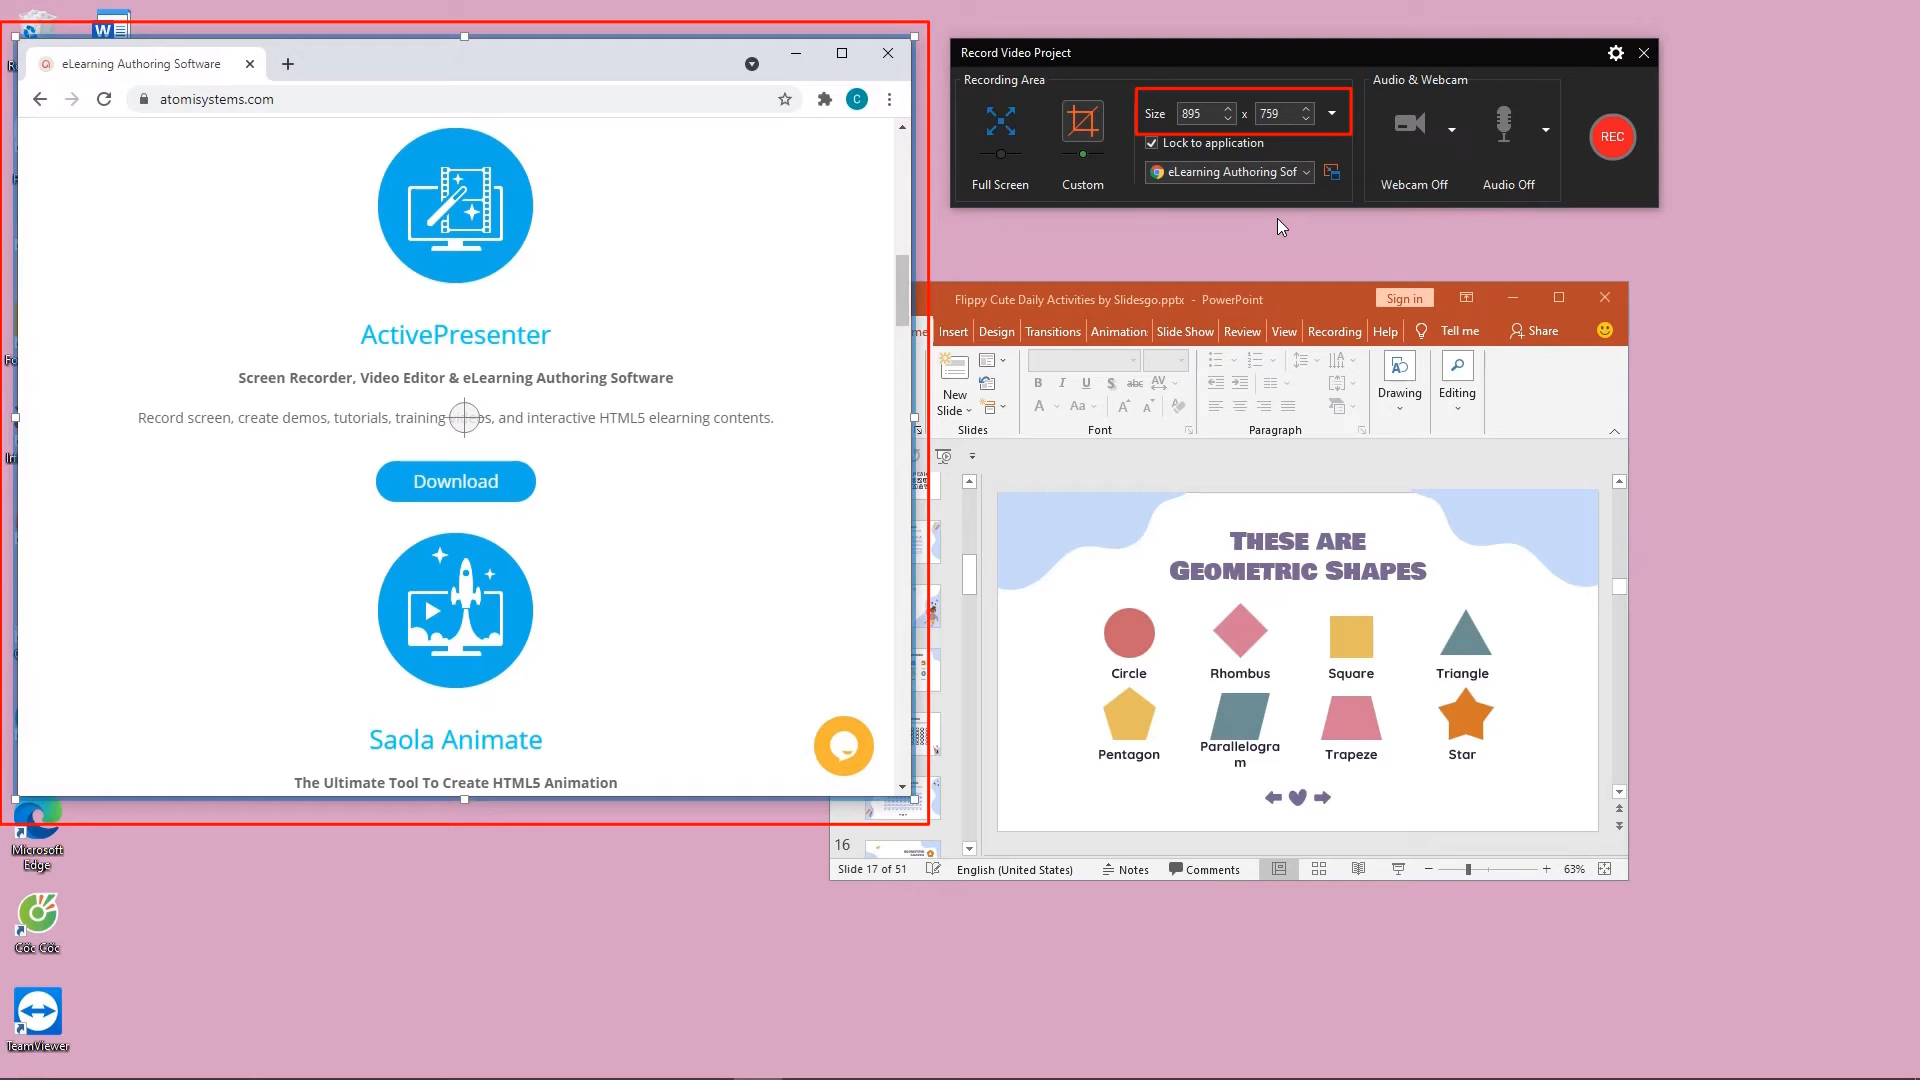 eLearning Authoring Software
atomisystems.com
C
ActivePresenter
Screen Recorder, Video Editor & eLearning Authoring Software
Record screen, create demos, tutorials, training videos, and interactive HTML5 elearning contents.
Download
Saola Animate
The Ultimate Tool To Create HTML5 Animation
Record Video Project
Recording Area
Audio & Webcam
Size 895 x 759
Lock to application
eLearning Authoring Sof
REC
Full Screen
Custom
Webcam Off
Audio Off
Flippy Cute Daily Activities by Slidesgo.pptx - PowerPoint
Sign in
Insert Design Transitions Animation Slide Show Review View Recording Help Tell me Share
New
Slide
B I U S abc AV
A Aa A A
Drawing
Editing
Slides
Font
Paragraph
These are
Geometric Shapes
Circle Rhombus Square Triangle
Pentagon Parallelogra
m Trapeze Star
16
Slide 17 of 51 English (United States) Notes Comments 63%
W
Microsoft
Edge
Cốc Cốc
TeamViewer